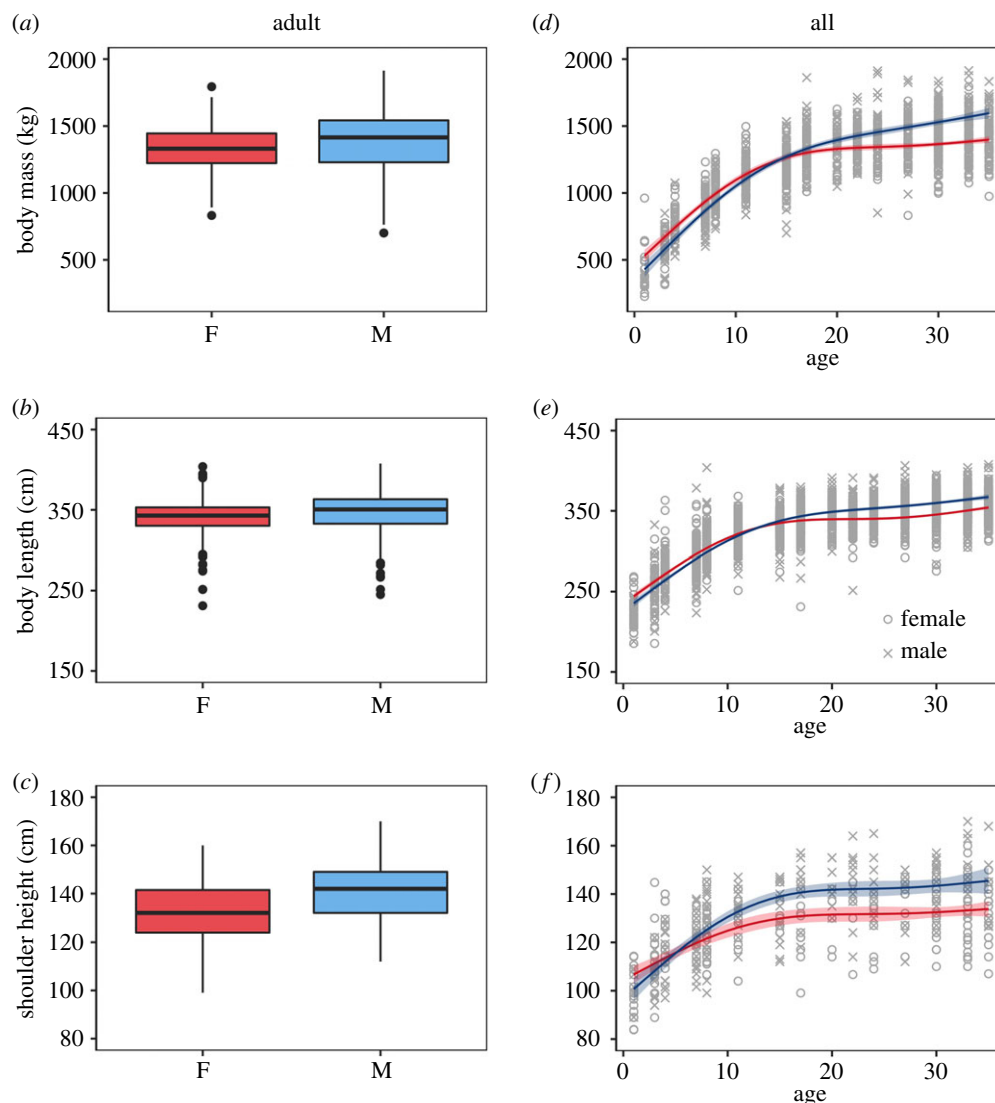 (a) adult
body mass (kg)
2000
1500
1000
500
F M
(d) all
2000
1500
1000
500
0 10 20 30
age
(b)
body length (cm)
450
350
250
150
F M
(e)
450
350
250
150
female
male
0 10 20 30
age
(c)
shoulder height (cm)
180
160
140
120
100
80
F M
(f)
180
160
140
120
100
80
0 10 20 30
age